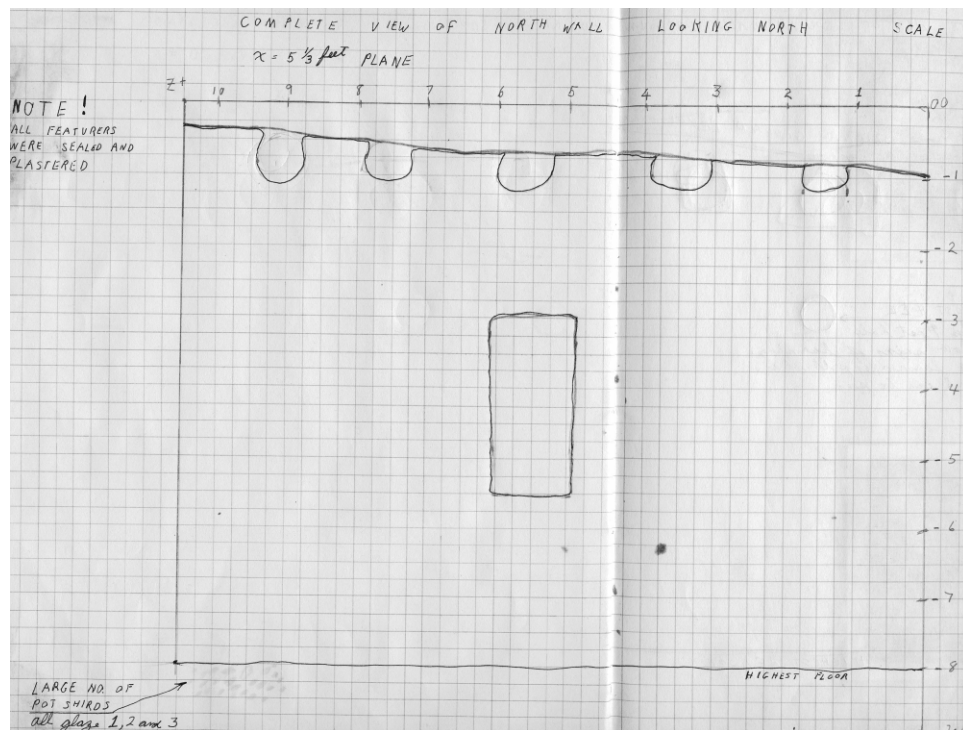 COMPLETE VIEW OF NORTH WALL LOOKING NORTH SCALE
X = 5 1/3 feet PLANE
Z+ 10 9 8 7 6 5 4 3 2 1 00
NOTE!
ALL FEATURERS
WERE SEALED AND
PLASTERED
-1
-2
-3
-4
-5
-6
-7
-8
HIGHEST FLOOR
LARGE NO. OF
POT SHIRDS
all glaze 1, 2 and 3